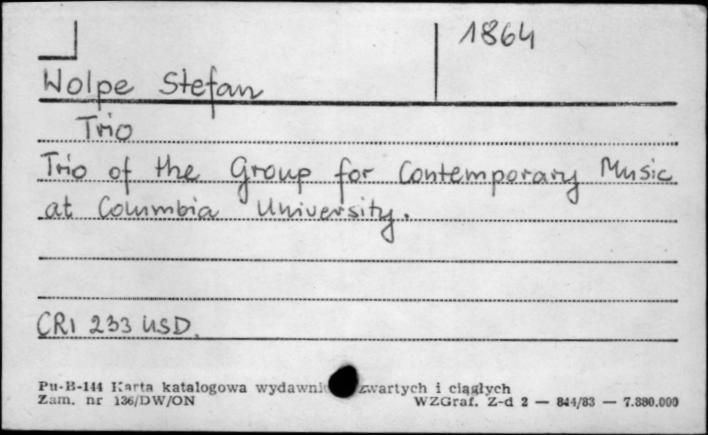 1864
Wolpe Stefan
Trio
Trio of the Group for Contemporary Music
at Columbia University.
CRI 233 USD.
Pu-B-144 Karta katalogowa wydawni zwartych i ciągłych
Zam. nr 136/DW/ON WZGraf. Z-d 2 — 844/83 — 7.880.000